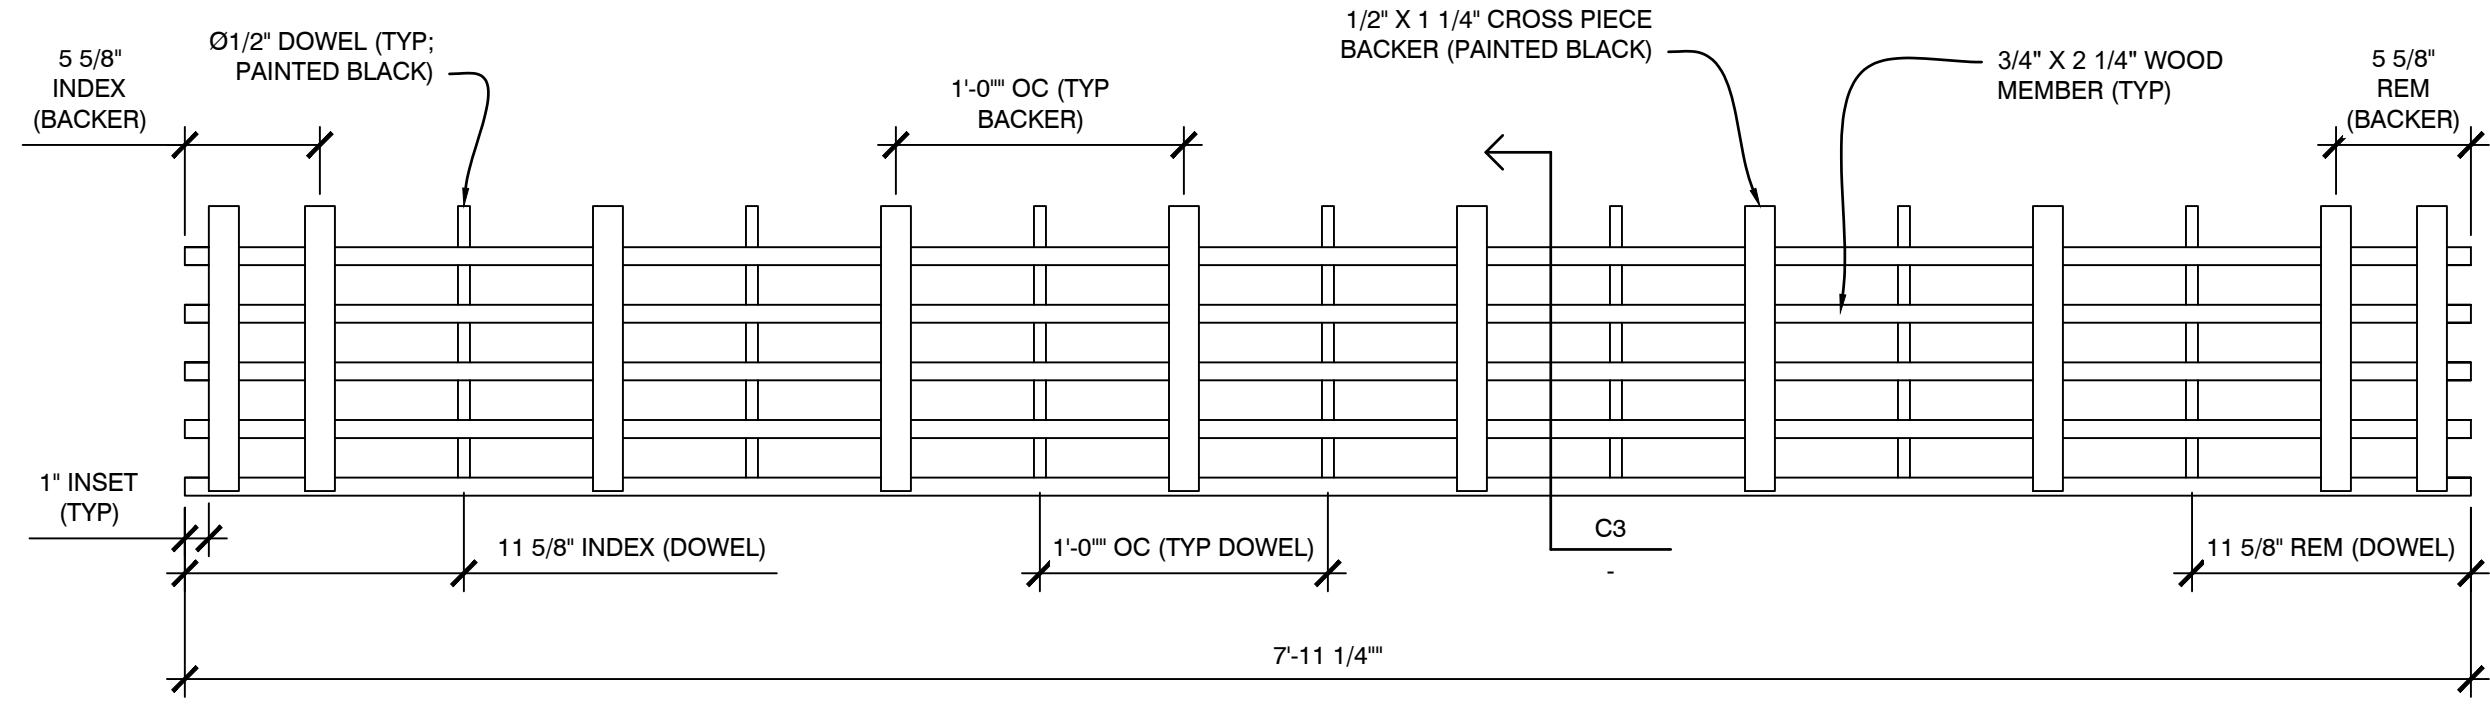 5 5/8"
INDEX
(BACKER)
Ø1/2" DOWEL (TYP;
PAINTED BLACK)
1'-0"" OC (TYP
BACKER)
1/2" X 1 1/4" CROSS PIECE
BACKER (PAINTED BLACK)
3/4" X 2 1/4" WOOD
MEMBER (TYP)
5 5/8"
REM
(BACKER)
1" INSET
(TYP)
11 5/8" INDEX (DOWEL)
1'-0"" OC (TYP DOWEL)
C3
-
11 5/8" REM (DOWEL)
7'-11 1/4""